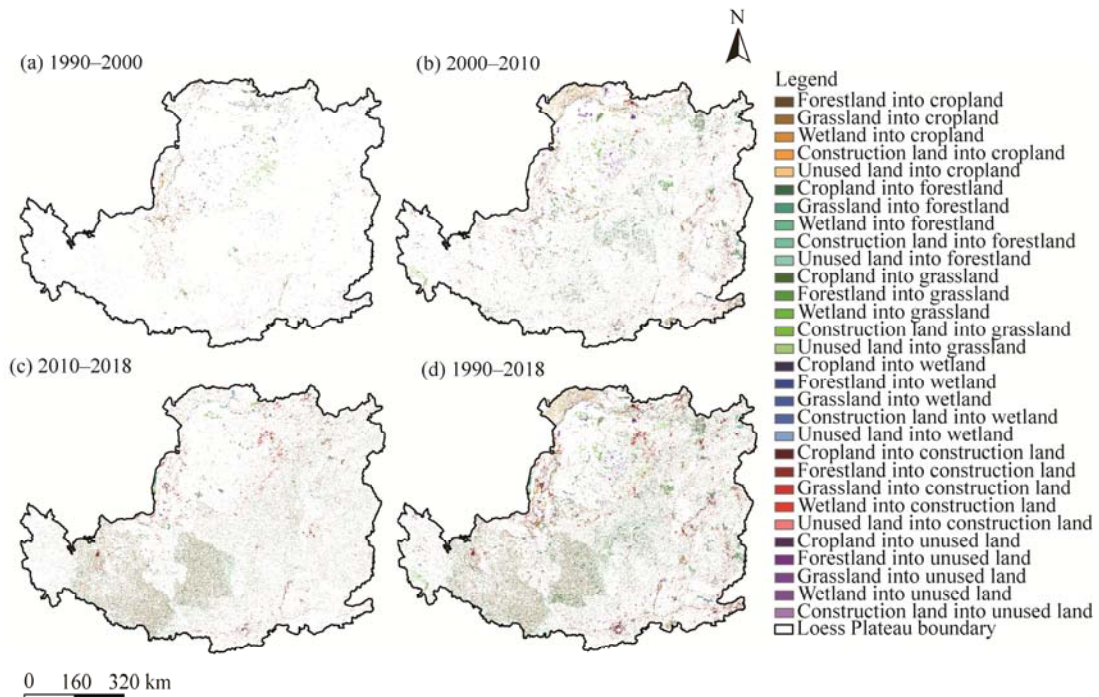 N
(a) 1990–2000
(b) 2000–2010
Legend
Forestland into cropland
Grassland into cropland
Wetland into cropland
Construction land into cropland
Unused land into cropland
Cropland into forestland
Grassland into forestland
Wetland into forestland
Construction land into forestland
Unused land into forestland
Cropland into grassland
Forestland into grassland
Wetland into grassland
Construction land into grassland
Unused land into grassland
Cropland into wetland
Forestland into wetland
Grassland into wetland
Construction land into wetland
Unused land into wetland
Cropland into construction land
Forestland into construction land
Grassland into construction land
Wetland into construction land
Unused land into construction land
Cropland into unused land
Forestland into unused land
Grassland into unused land
Wetland into unused land
Construction land into unused land
Loess Plateau boundary
(c) 2010–2018
(d) 1990–2018
0 160 320 km